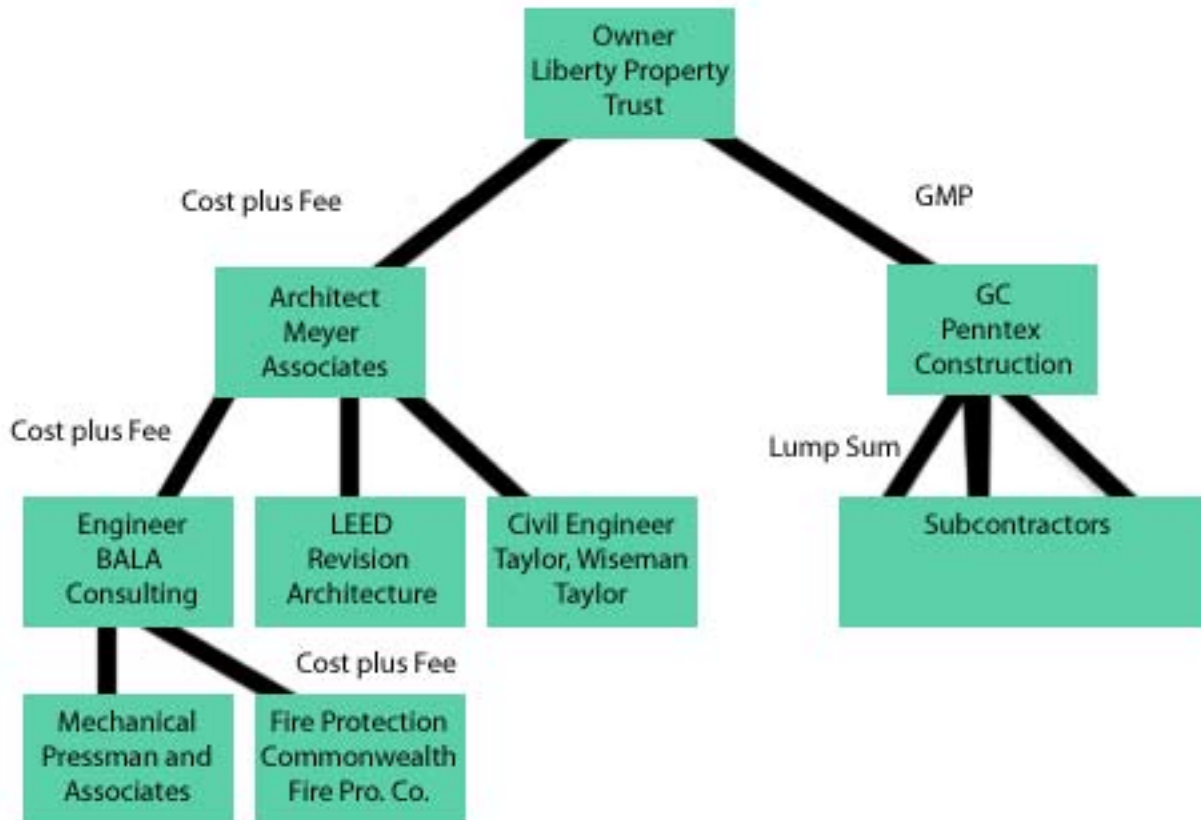 Owner
Liberty Property
Trust
Cost plus Fee
GMP
Architect
Meyer
Associates
GC
Penntex
Construction
Cost plus Fee
Lump Sum
Engineer
BALA
Consulting
LEED
Revision
Architecture
Civil Engineer
Taylor, Wiseman
Taylor
Subcontractors
Cost plus Fee
Mechanical
Pressman and
Associates
Fire Protection
Commonwealth
Fire Pro. Co.